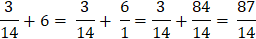 3/14 + 6 = 3/14 + 6/1 = 3/14 + 84/14 = 87/14